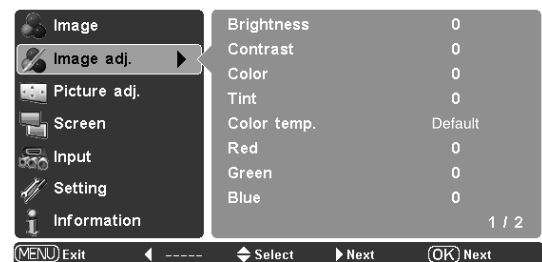 Image
Image adj.
Picture adj.
Screen
Input
Setting
Information
Brightness 0
Contrast 0
Color 0
Tint 0
Color temp. Default
Red 0
Green 0
Blue 0
1 / 2
MENU Exit ----- Select Next OK Next